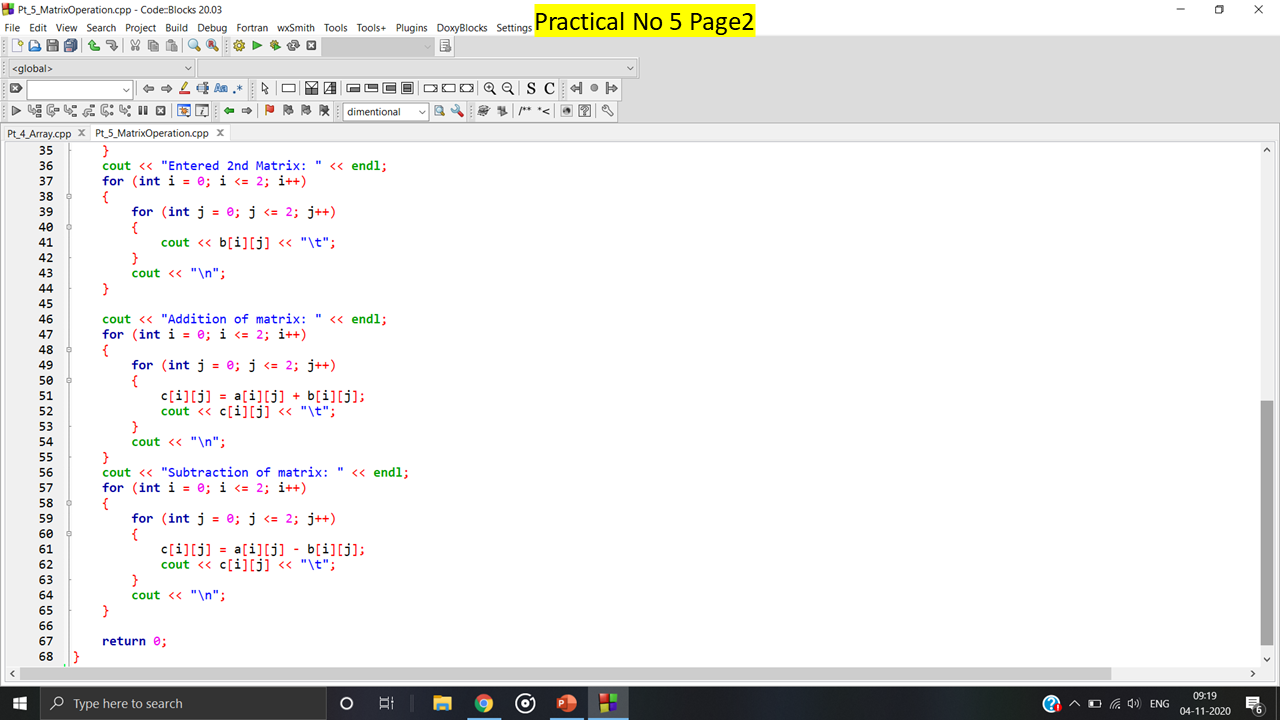 Pt_5_MatrixOperation.cpp - Code::Blocks 20.03
Practical No 5 Page2
File Edit View Search Project Build Debug Fortran wxSmith Tools Tools+ Plugins DoxyBlocks Settings
<global>
Aa .* S C
dimentional /** *<
Pt_4_Array.cpp X Pt_5_MatrixOperation.cpp X
35 }
36 cout << "Entered 2nd Matrix: " << endl;
37 for (int i = 0; i <= 2; i++)
38 {
39 for (int j = 0; j <= 2; j++)
40 {
41 cout << b[i][j] << "\t";
42 }
43 cout << "\n";
44 }
45
46 cout << "Addition of matrix: " << endl;
47 for (int i = 0; i <= 2; i++)
48 {
49 for (int j = 0; j <= 2; j++)
50 {
51 c[i][j] = a[i][j] + b[i][j];
52 cout << c[i][j] << "\t";
53 }
54 cout << "\n";
55 }
56 cout << "Subtraction of matrix: " << endl;
57 for (int i = 0; i <= 2; i++)
58 {
59 for (int j = 0; j <= 2; j++)
60 {
61 c[i][j] = a[i][j] - b[i][j];
62 cout << c[i][j] << "\t";
63 }
64 cout << "\n";
65 }
66
67 return 0;
68 }
Type here to search
ENG
09:19
04-11-2020
6